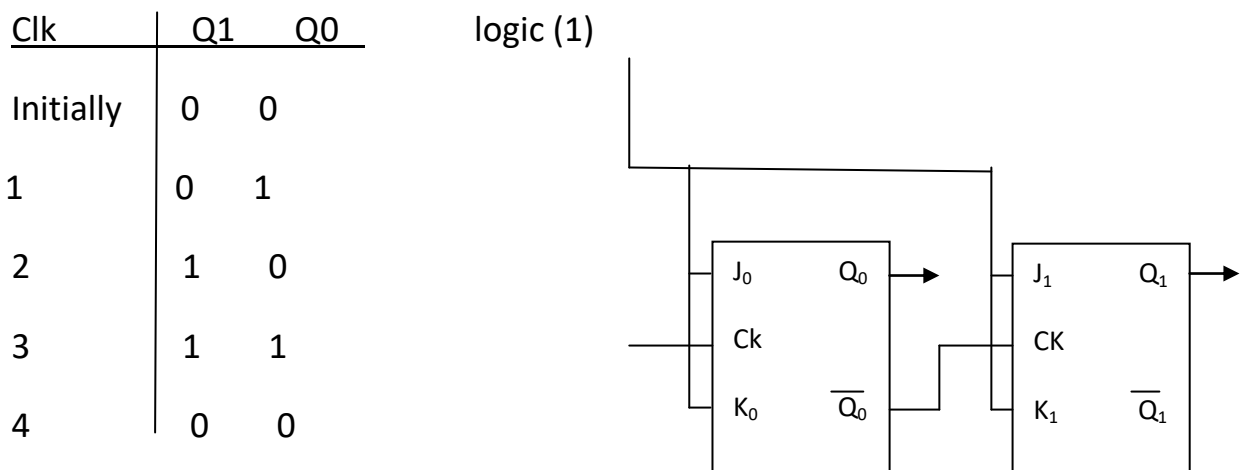 Clk Q1 Q0 logic (1)
Initially 0 0
1 0 1
2 1 0
3 1 1
4 0 0
J₀ Q₀ J₁ Q₁
Ck CK
K₀ Q̅₀ K₁ Q̅₁